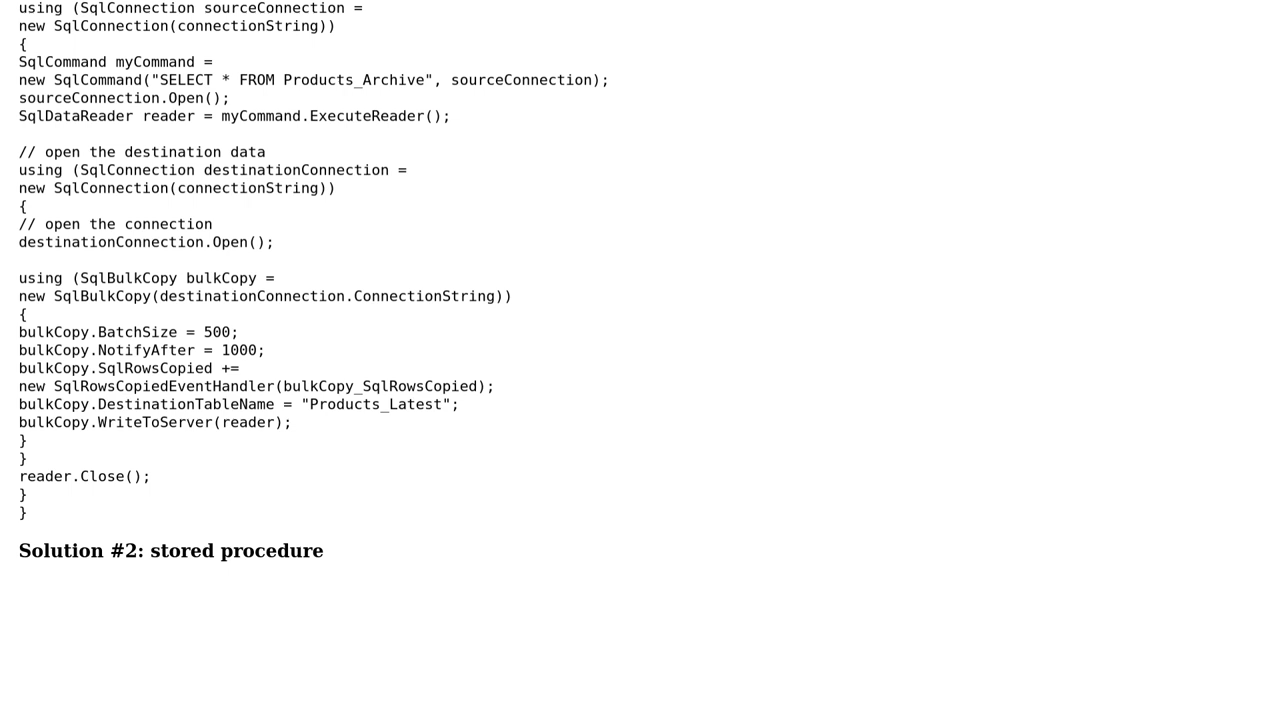 using (SqlConnection sourceConnection =
new SqlConnection(connectionString))
{
SqlCommand myCommand =
new SqlCommand("SELECT * FROM Products_Archive", sourceConnection);
sourceConnection.Open();
SqlDataReader reader = myCommand.ExecuteReader();

// open the destination data
using (SqlConnection destinationConnection =
new SqlConnection(connectionString))
{
// open the connection
destinationConnection.Open();

using (SqlBulkCopy bulkCopy =
new SqlBulkCopy(destinationConnection.ConnectionString))
{
bulkCopy.BatchSize = 500;
bulkCopy.NotifyAfter = 1000;
bulkCopy.SqlRowsCopied +=
new SqlRowsCopiedEventHandler(bulkCopy_SqlRowsCopied);
bulkCopy.DestinationTableName = "Products_Latest";
bulkCopy.WriteToServer(reader);
}
}
reader.Close();
}
}
Solution #2: stored procedure